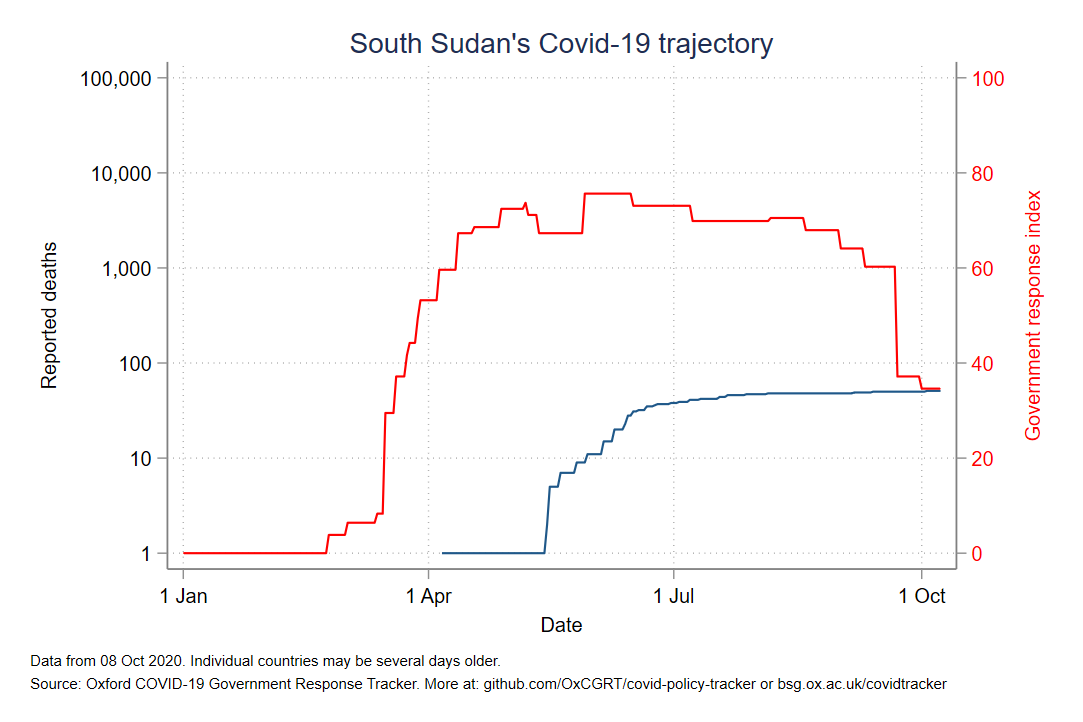 South Sudan's Covid-19 trajectory
100,000
10,000
1,000
100
10
1
Reported deaths
100
80
60
40
20
0
Government response index
1 Jan
1 Apr
1 Jul
1 Oct
Date
Data from 08 Oct 2020. Individual countries may be several days older.
Source: Oxford COVID-19 Government Response Tracker. More at: github.com/OxCGRT/covid-policy-tracker or bsg.ox.ac.uk/covidtracker